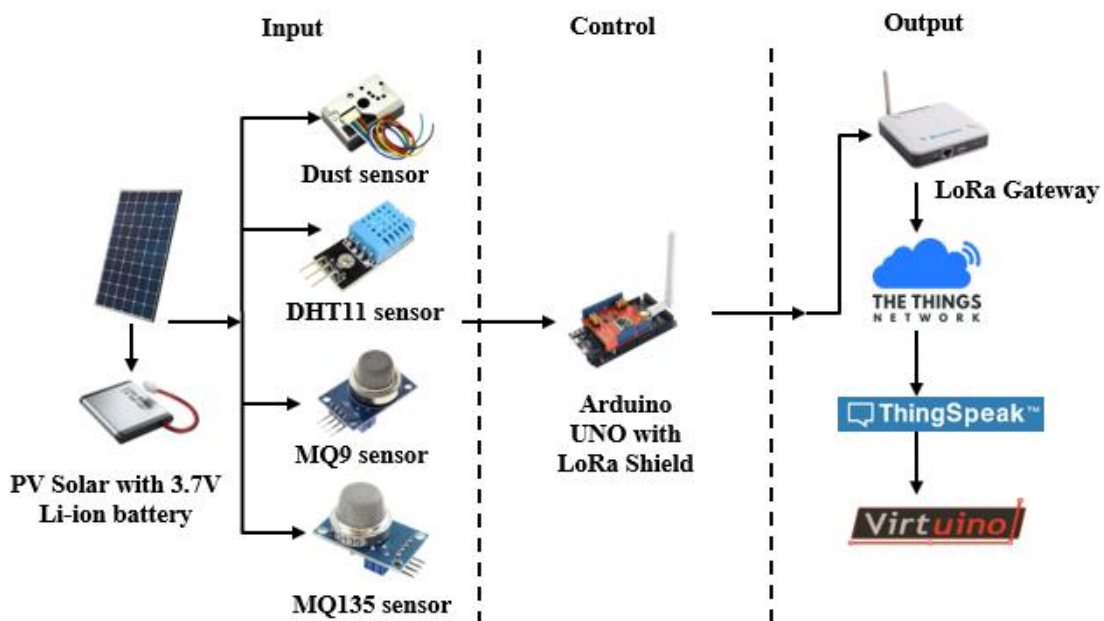 Input
Control
Output
Dust sensor
DHT11 sensor
MQ9 sensor
MQ135 sensor
PV Solar with 3.7V
Li-ion battery
Arduino
UNO with
LoRa Shield
LoRa Gateway
THE THINGS
NETWORK
ThingSpeak™
Virtuino